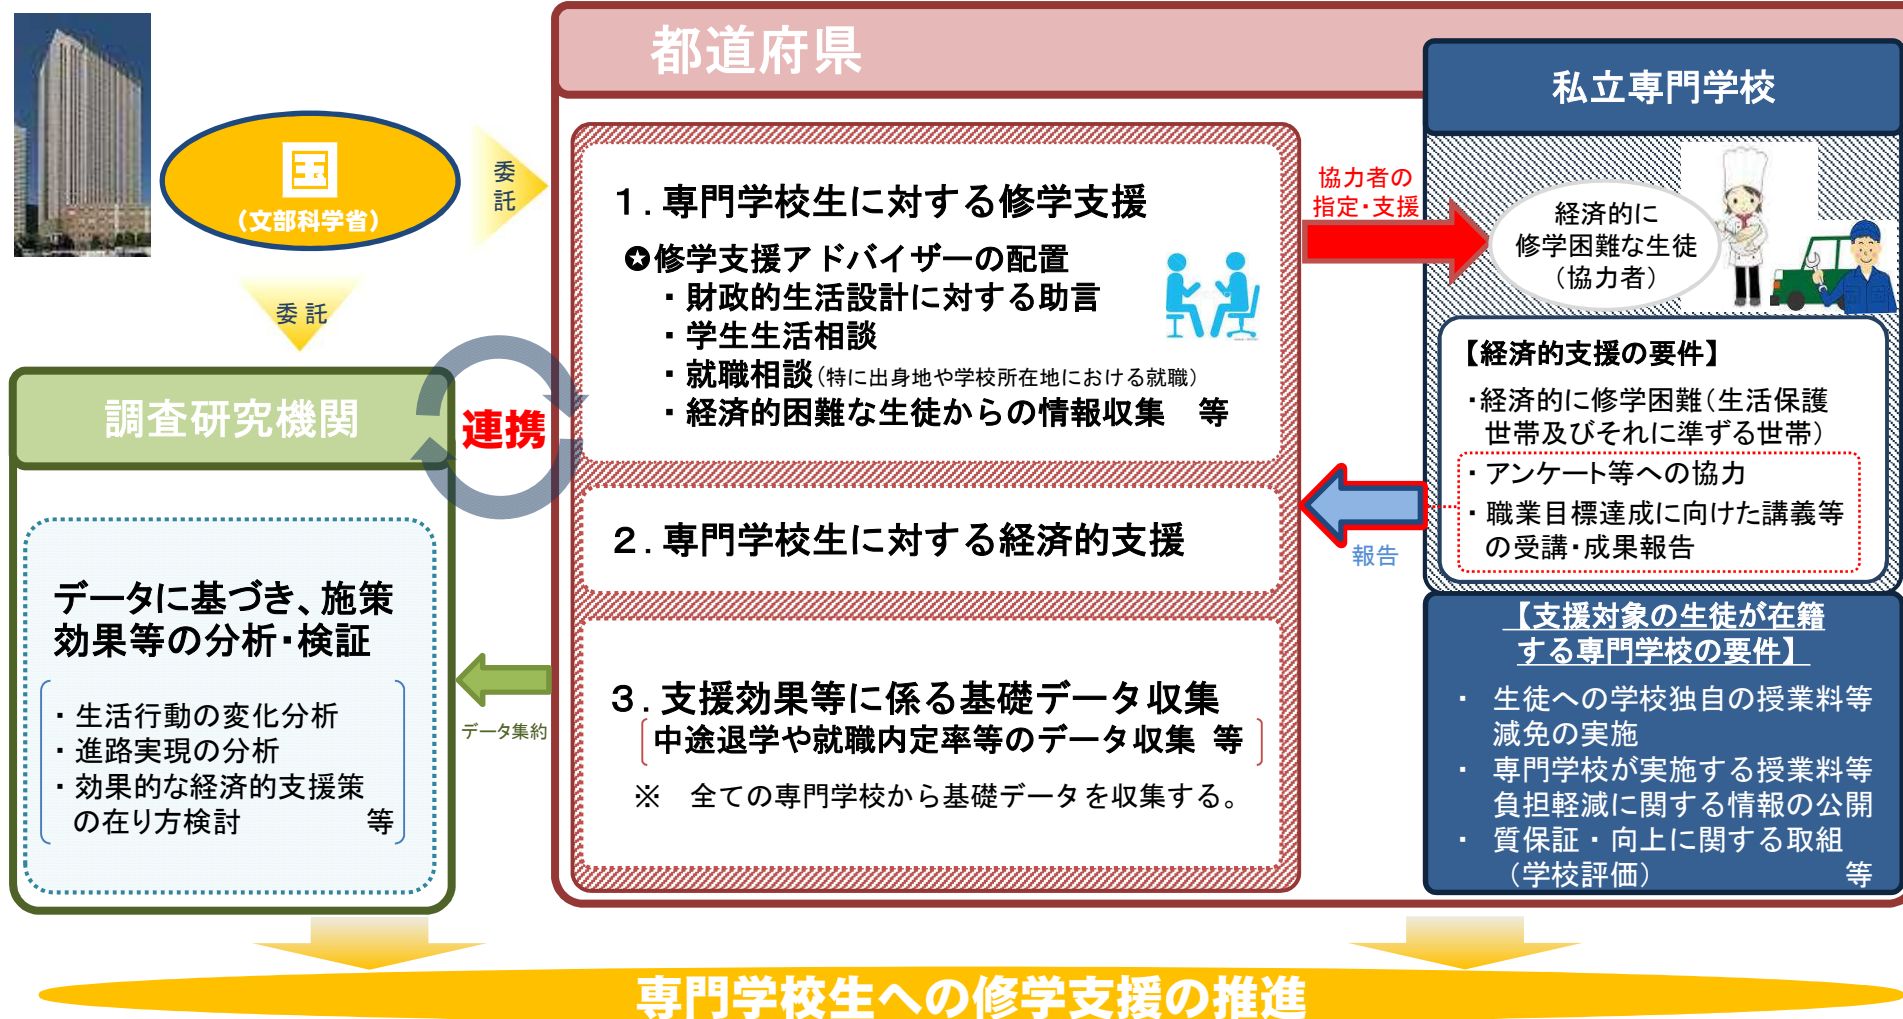 国
(文部科学省)
委
託
委 託
都道府県
1.専門学校生に対する修学支援
✪修学支援アドバイザーの配置
・財政的生活設計に対する助言
・学生生活相談
・就職相談(特に出身地や学校所在地における就職)
・経済的困難な生徒からの情報収集 等
2.専門学校生に対する経済的支援
3.支援効果等に係る基礎データ収集
中途退学や就職内定率等のデータ収集 等
※ 全ての専門学校から基礎データを収集する。
協力者の
指定・支援
報告
私立専門学校
経済的に
修学困難な生徒
(協力者)
【経済的支援の要件】
・経済的に修学困難(生活保護
世帯及びそれに準ずる世帯)
・アンケート等への協力
・職業目標達成に向けた講義等
の受講・成果報告
【支援対象の生徒が在籍
する専門学校の要件】
・ 生徒への学校独自の授業料等
減免の実施
・ 専門学校が実施する授業料等
負担軽減に関する情報の公開
・ 質保証・向上に関する取組
(学校評価) 等
調査研究機関
連携
データ集約
データに基づき、施策
効果等の分析・検証
・生活行動の変化分析
・進路実現の分析
・効果的な経済的支援策
の在り方検討 等
専門学校生への修学支援の推進